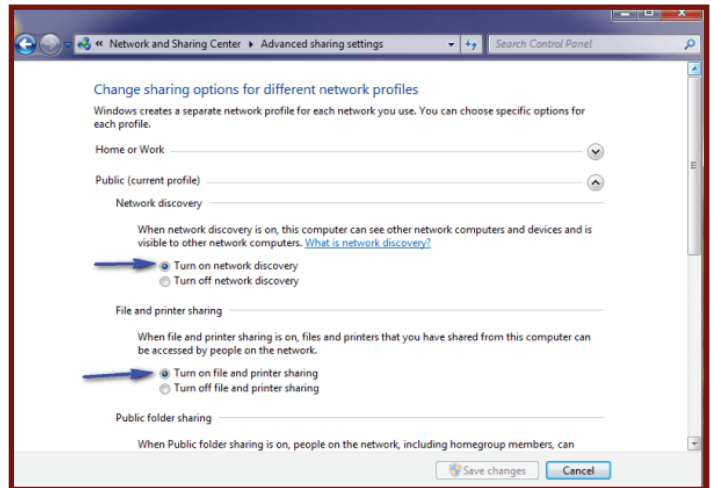 « Network and Sharing Center ▸ Advanced sharing settings
Search Control Panel
Change sharing options for different network profiles
Windows creates a separate network profile for each network you use. You can choose specific options for
each profile.
Home or Work
Public (current profile)
Network discovery
When network discovery is on, this computer can see other network computers and devices and is
visible to other network computers. What is network discovery?
Turn on network discovery
Turn off network discovery
File and printer sharing
When file and printer sharing is on, files and printers that you have shared from this computer can
be accessed by people on the network.
Turn on file and printer sharing
Turn off file and printer sharing
Public folder sharing
When Public folder sharing is on, people on the network, including homegroup members, can
Save changes
Cancel